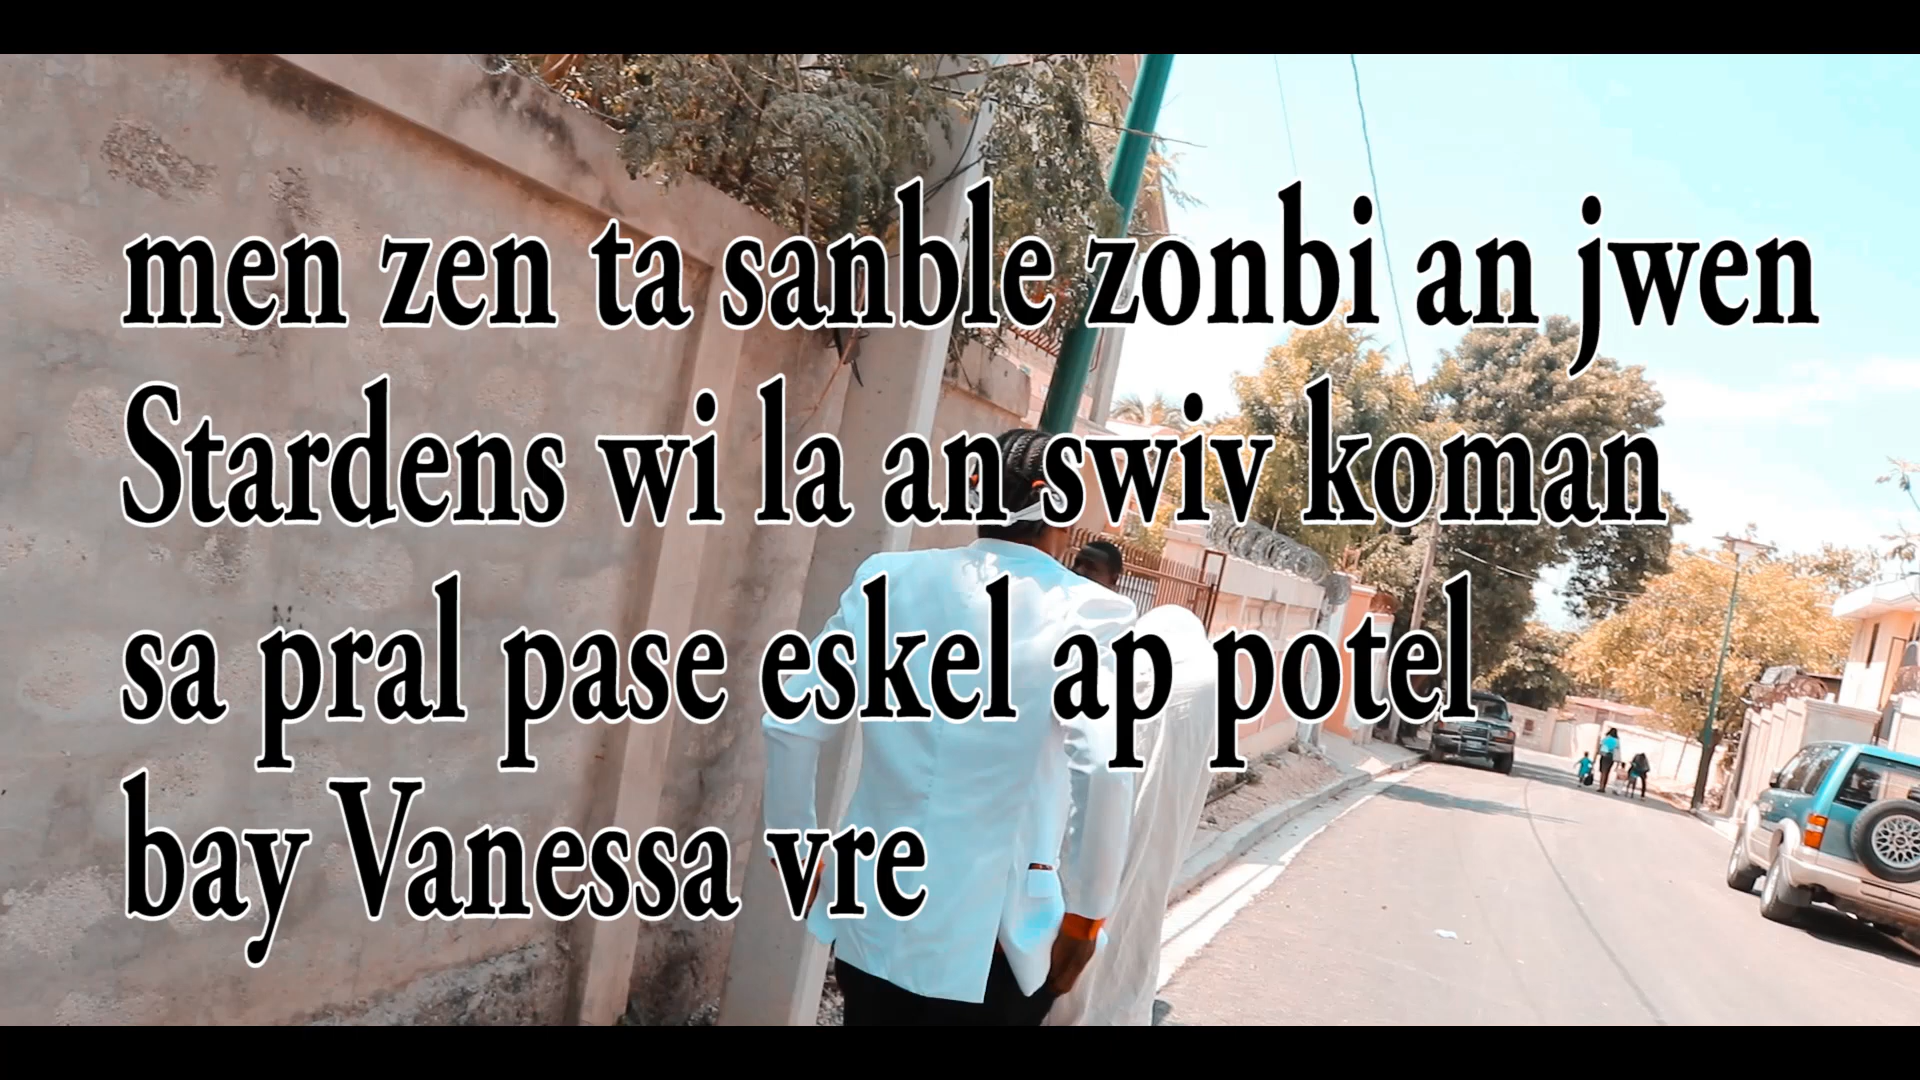 men zen ta sanble zonbi an jwen
Stardens wi la an swiv koman
sa pral pase eskel ap potel
bay Vanessa vre